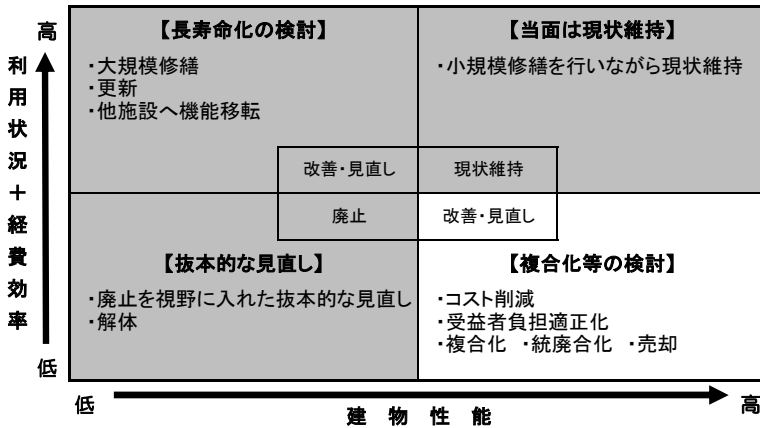 高
利用状況＋経費効率
低
【長寿命化の検討】
・大規模修繕
・更新
・他施設へ機能移転
【当面は現状維持】
・小規模修繕を行いながら現状維持
改善・見直し
現状維持
廃止
改善・見直し
【抜本的な見直し】
・廃止を視野に入れた抜本的な見直し
・解体
【複合化等の検討】
・コスト削減
・受益者負担適正化
・複合化 ・統廃合化 ・売却
低
建物性能
高